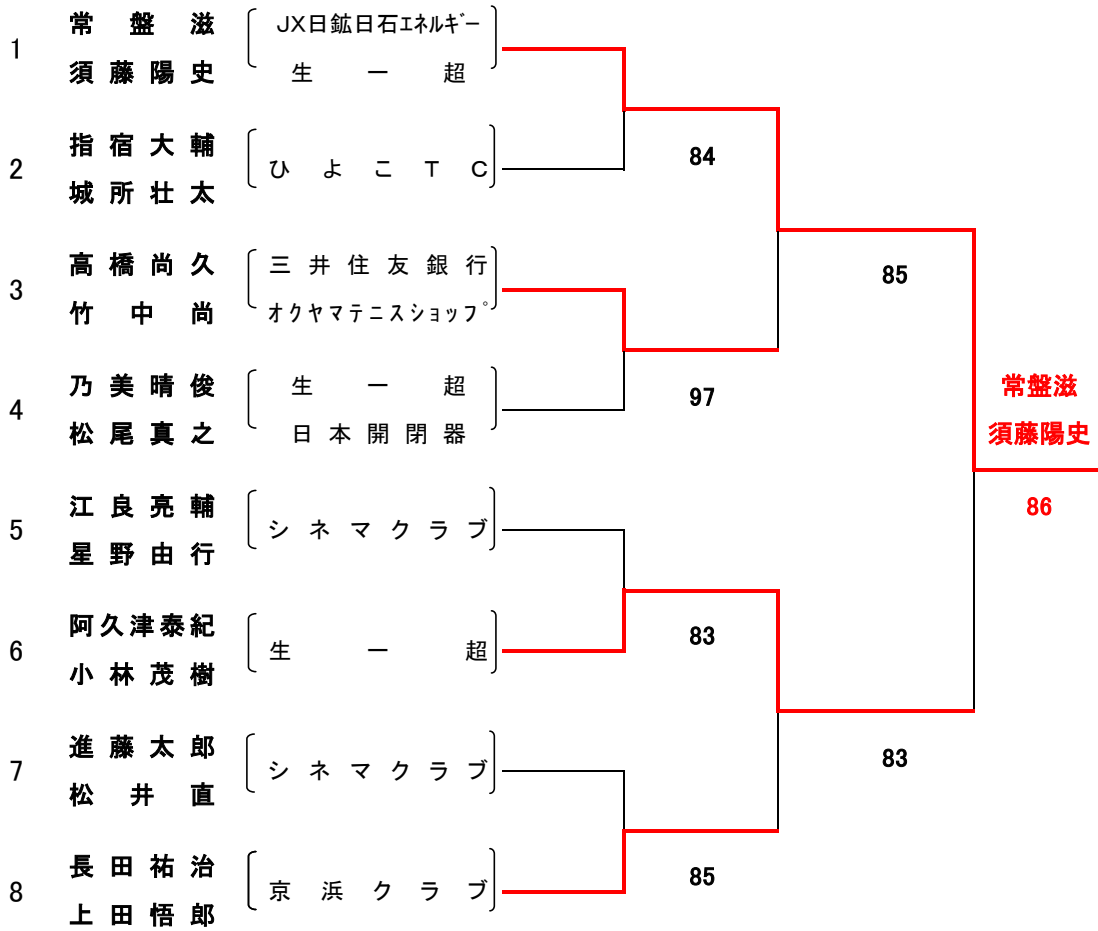 1
常盤滋
須藤陽史
JX日鉱日石エネルギー
生一超
2
指宿大輔
城所壮太
ひよこTC
84
3
高橋尚久
竹中尚
三井住友銀行
オクヤマテニスショップ
85
4
乃美晴俊
松尾真之
生一超
日本開閉器
97
常盤滋
須藤陽史
86
5
江良亮輔
星野由行
シネマクラブ
6
阿久津泰紀
小林茂樹
生一超
83
7
進藤太郎
松井直
シネマクラブ
83
8
長田祐治
上田悟郎
京浜クラブ
85